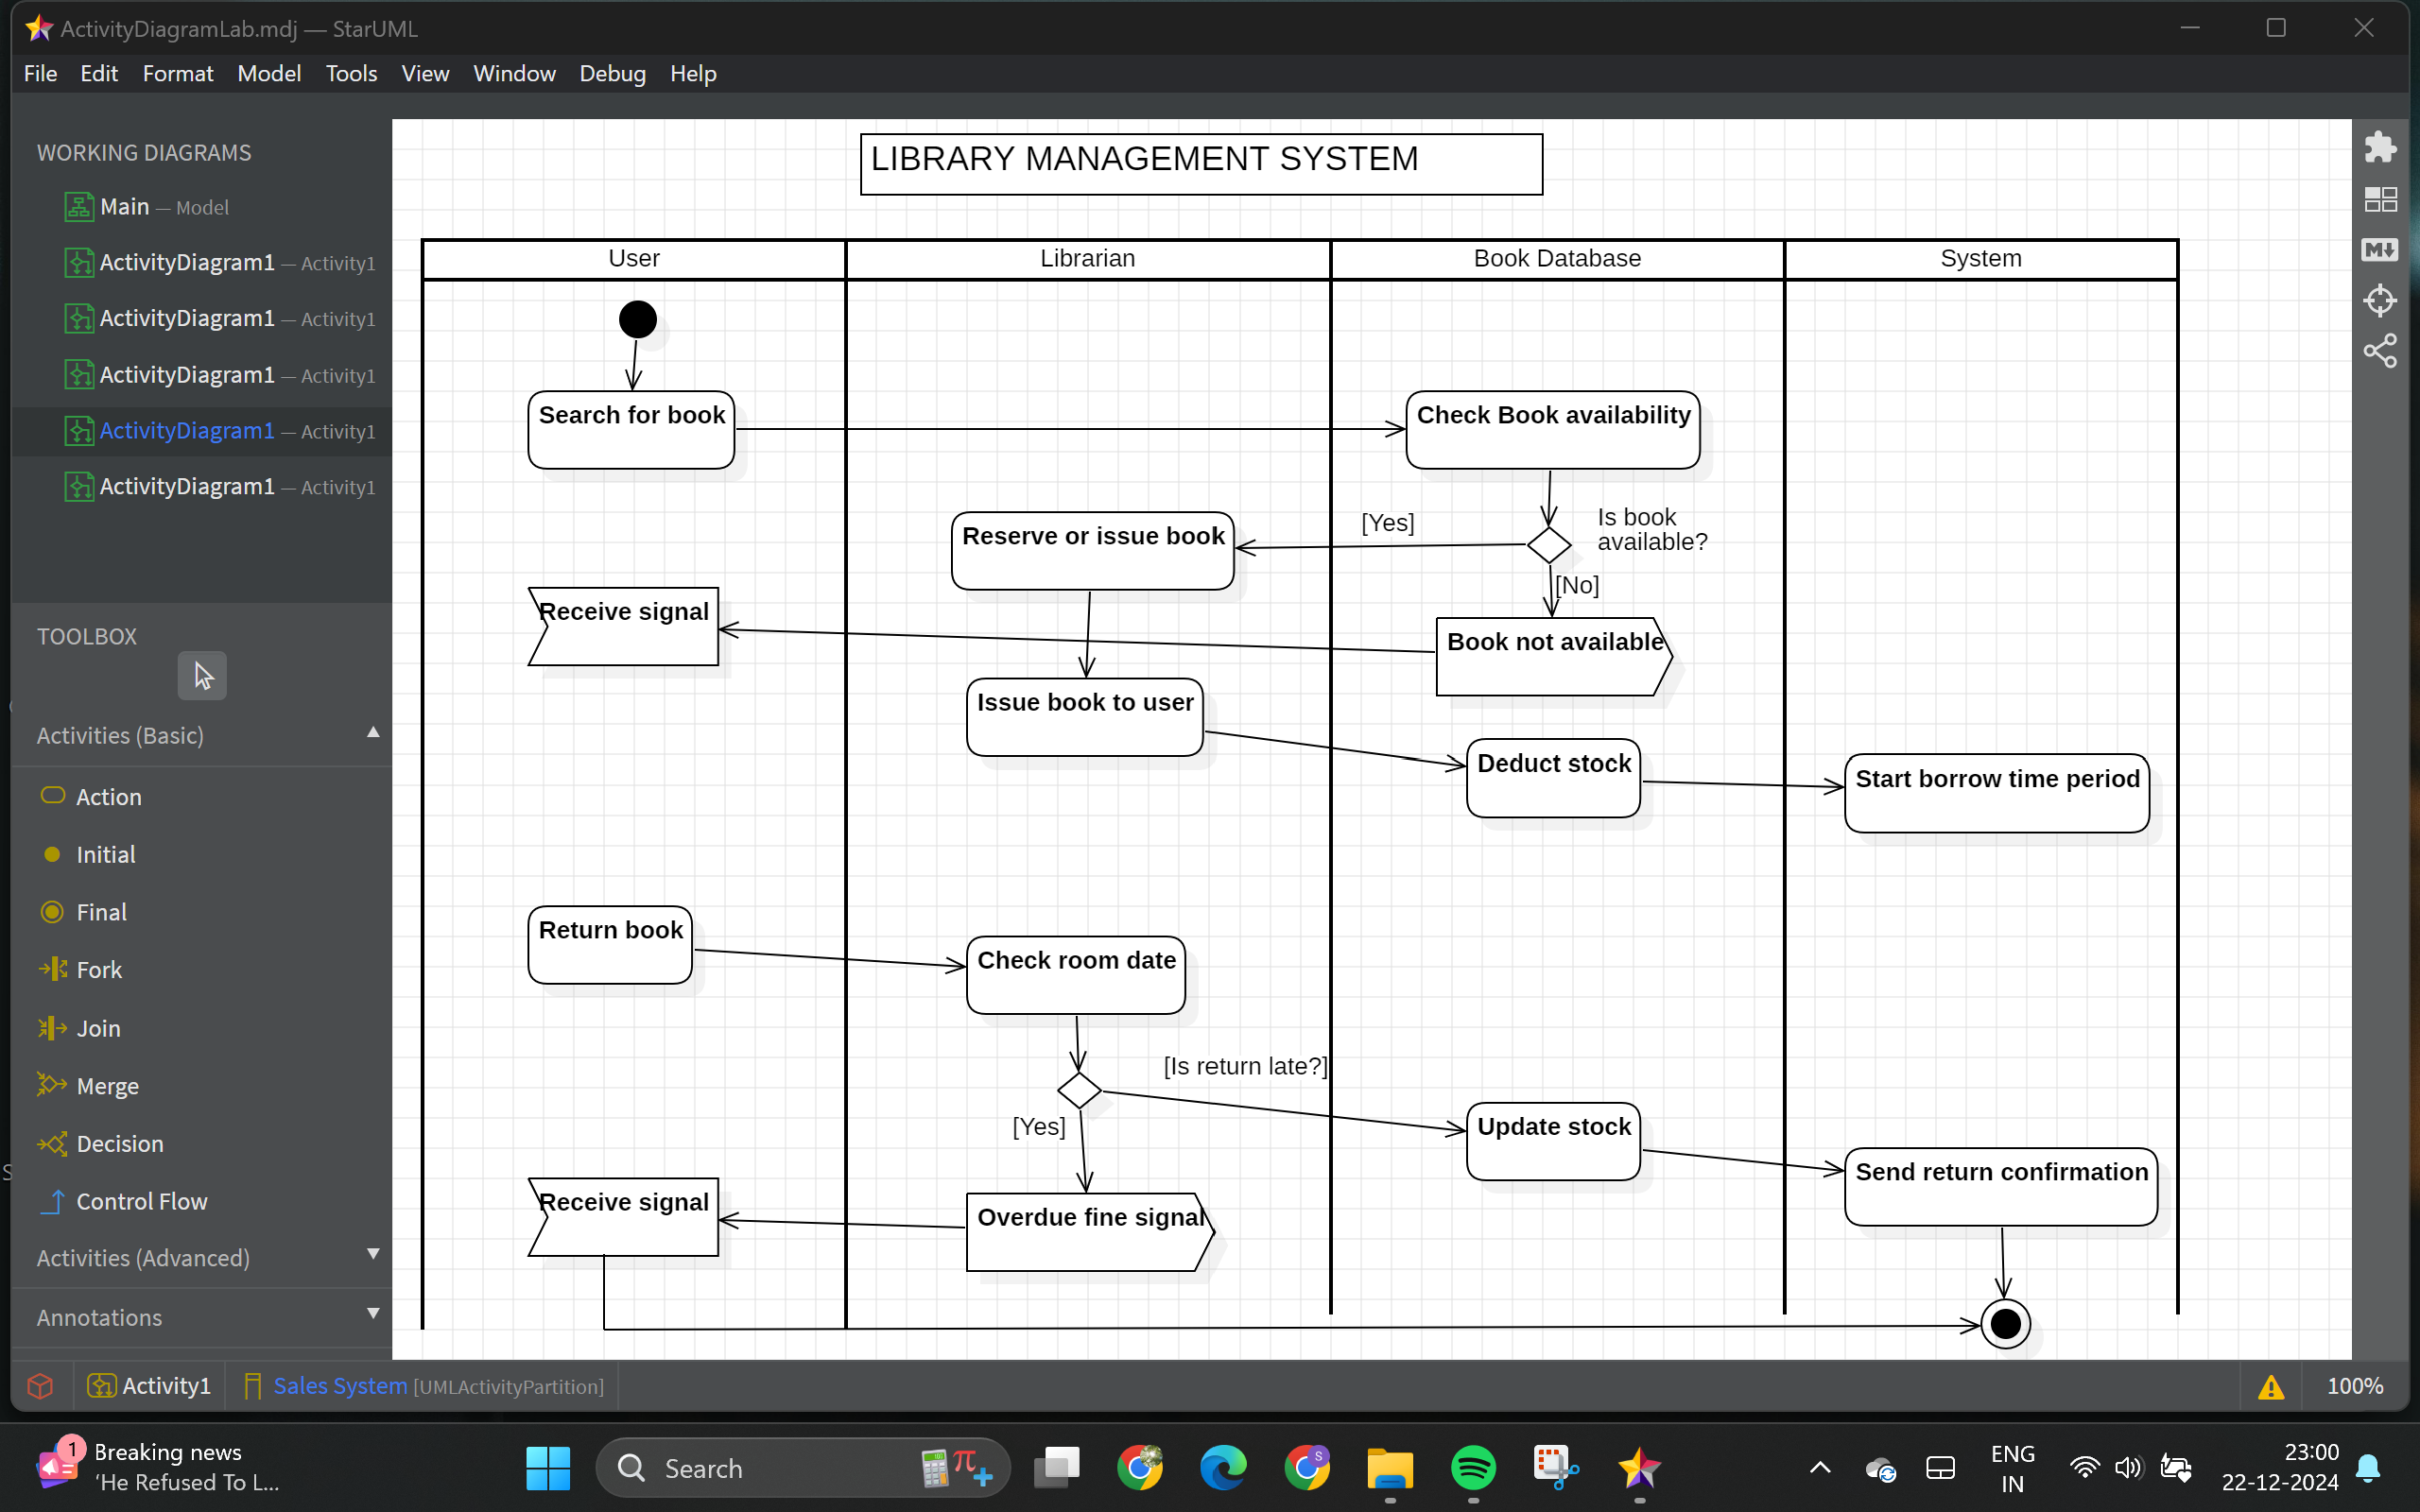 ActivityDiagramLab.mdj — StarUML
File Edit Format Model Tools View Window Debug Help
WORKING DIAGRAMS
Main — Model
ActivityDiagram1 — Activity1
ActivityDiagram1 — Activity1
ActivityDiagram1 — Activity1
ActivityDiagram1 — Activity1
ActivityDiagram1 — Activity1
TOOLBOX
Activities (Basic)
Action
Initial
Final
Fork
Join
Merge
Decision
Control Flow
Activities (Advanced)
Annotations
LIBRARY MANAGEMENT SYSTEM
User Librarian Book Database System
Search for book
Check Book availability
Is book
available?
[Yes]
Reserve or issue book
[No]
Receive signal
Book not available
Issue book to user
Deduct stock
Start borrow time period
Return book
Check room date
[Is return late?]
[Yes]
Update stock
Send return confirmation
Receive signal
Overdue fine signal
M
Activity1
Sales System [UMLActivityPartition]
100%
1
Breaking news
'He Refused To L...
Search
π
S
ENG
IN
23:00
22-12-2024